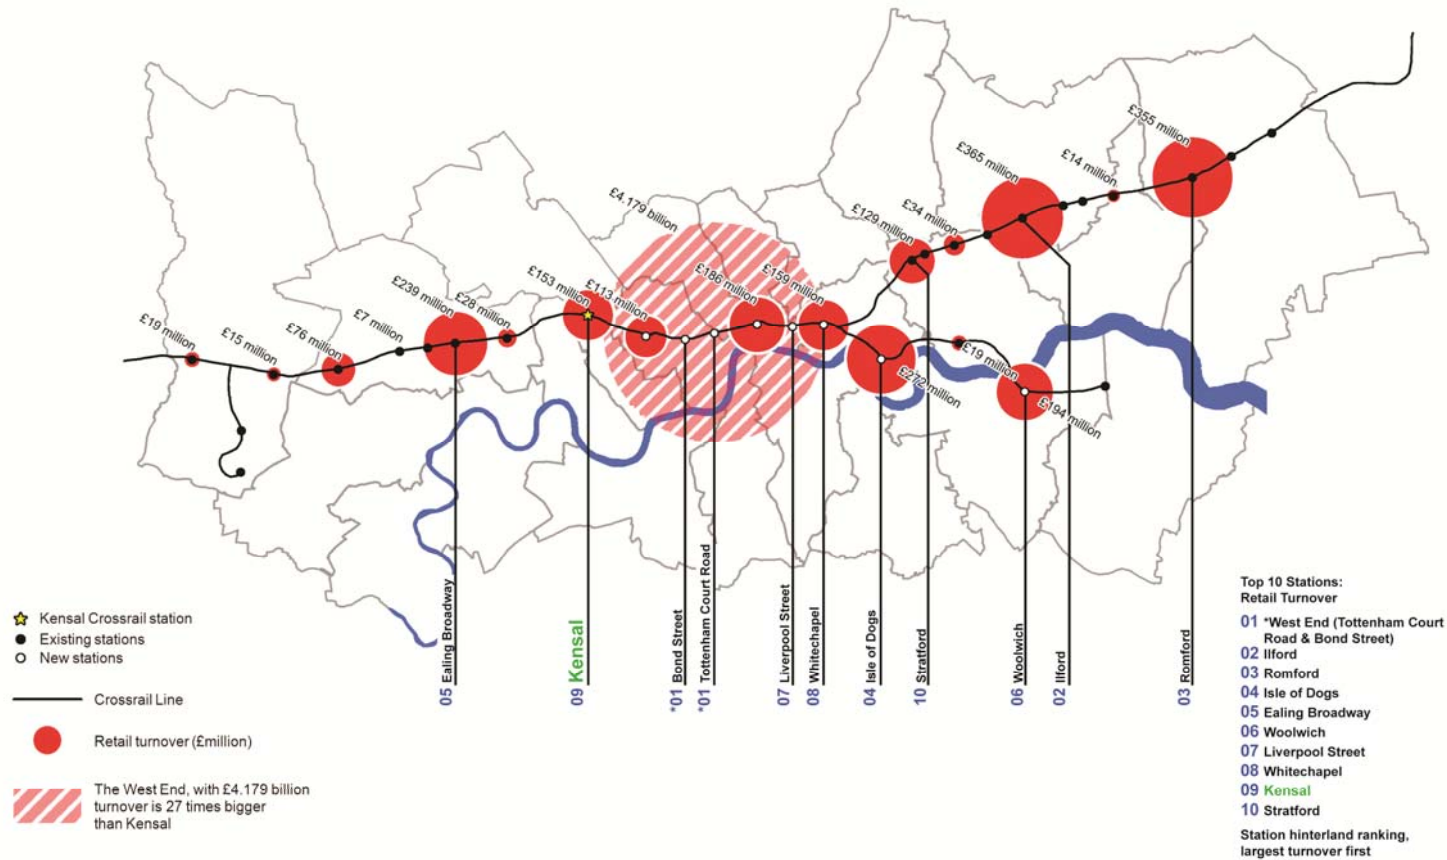 £355 million
£365 million
£14 million
£4.179 billion
£129 million
£34 million
£186 million
£159 million
£153 million
£113 million
£239 million
£28 million
£7 million
£76 million
£15 million
£19 million
£272 million
£19 million
£194 million
Ealing Broadway
Kensal
Bond Street
Tottenham Court Road
Liverpool Street
Whitechapel
Isle of Dogs
Stratford
Woolwich
Ilford
Romford
05
09
*01
*01
07
08
04
10
06
02
03
Kensal Crossrail station
Existing stations
New stations
Crossrail Line
Retail turnover (£million)
The West End, with £4.179 billion
turnover is 27 times bigger
than Kensal
Top 10 Stations:
Retail Turnover
01 *West End (Tottenham Court
Road & Bond Street)
02 Ilford
03 Romford
04 Isle of Dogs
05 Ealing Broadway
06 Woolwich
07 Liverpool Street
08 Whitechapel
09 Kensal
10 Stratford
Station hinterland ranking,
largest turnover first